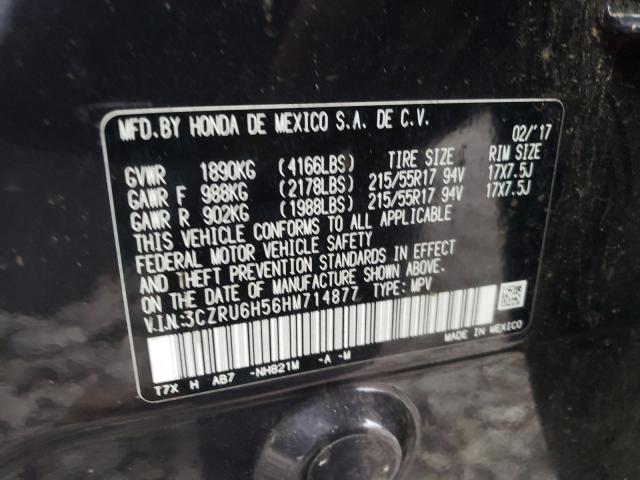 MFD.BY HONDA DE MEXICO S.A. DE C.V.
02/'17
GVWR 1890KG (4166LBS) TIRE SIZE RIM SIZE
GAWR F 988KG (2178LBS) 215/55R17 94V 17X7.5J
GAWR R 902KG (1988LBS) 215/55R17 94V 17X7.5J
THIS VEHICLE CONFORMS TO ALL APPLICABLE
FEDERAL MOTOR VEHICLE SAFETY
AND THEFT PREVENTION STANDARDS IN EFFECT
ON THE DATE OF MANUFACTURE SHOWN ABOVE.
V.I.N.:3CZRU6H56HM714877 TYPE: MPV
MADE IN MEXICO
T7X H AB7 -NH821M -A -M